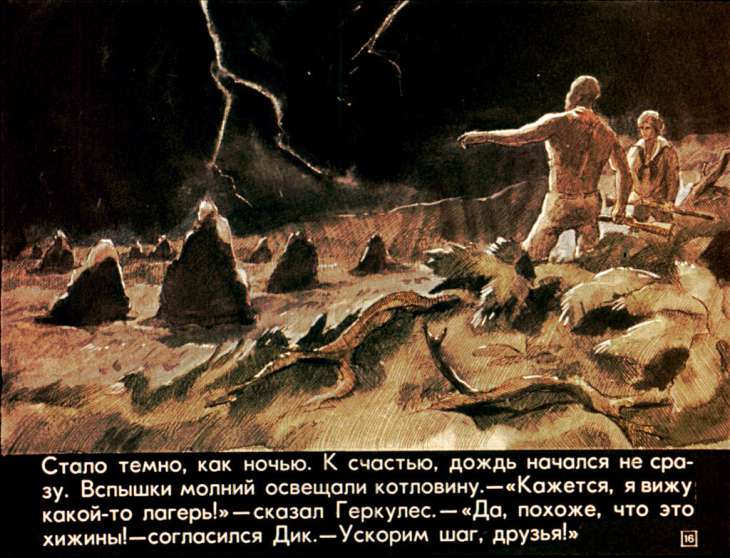 Стало темно, как ночью. К счастью, дождь начался не сра-
зу. Вспышки молний освещали котловину.—«Кажется, я вижу
какой-то лагерь!»—сказал Геркулес.—«Да, похоже, что это
хижины!—согласился Дик.—Ускорим шаг, друзья!»
16